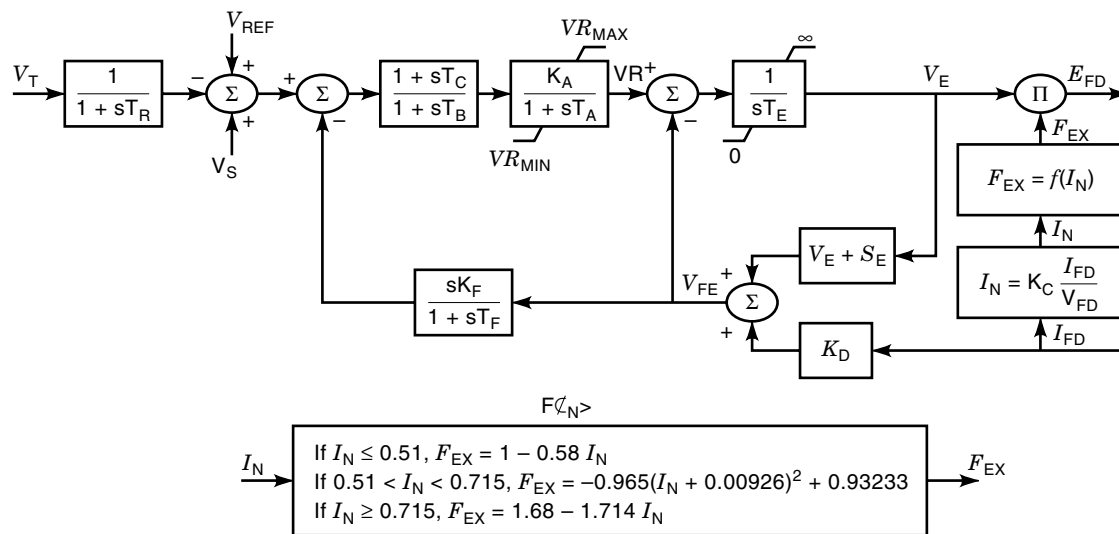 V_REF
VR_MAX
∞
V_T
1
1 + sT_R
−
+
Σ
+
+
Σ
−
1 + sT_C
1 + sT_B
K_A
1 + sT_A
VR
+
Σ
−
1
sT_E
V_E
Π
E_FD
V_S
VR_MIN
0
F_EX
F_EX = f(I_N)
I_N
V_E + S_E
I_N = K_C I_FD
V_FD
sK_F
1 + sT_F
V_FE
+
Σ
+
K_D
I_FD
F₵_N>
I_N
If I_N ≤ 0.51, F_EX = 1 – 0.58 I_N
If 0.51 < I_N < 0.715, F_EX = –0.965(I_N + 0.00926)² + 0.93233
If I_N ≥ 0.715, F_EX = 1.68 – 1.714 I_N
F_EX